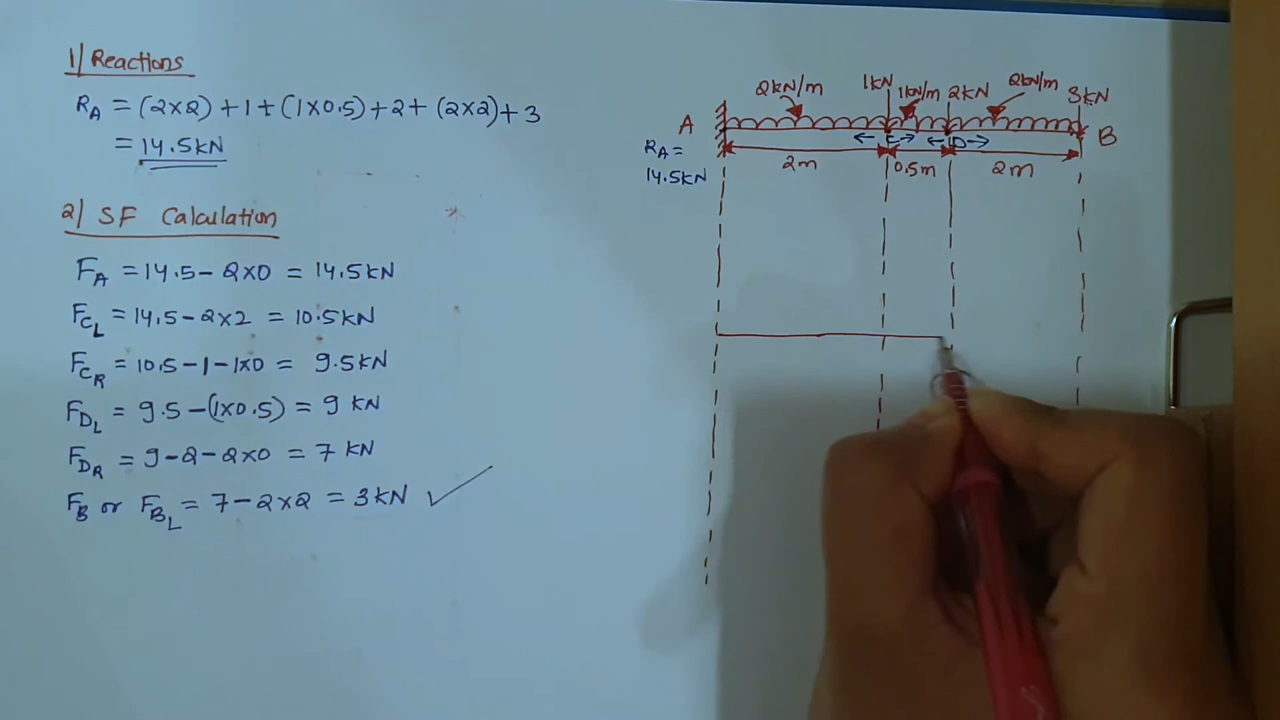 1) Reactions
RA = (2×2) + 1 + (1×0.5) + 2 + (2×2) + 3
= 14.5kN
2) SF Calculation
FA = 14.5 - 2×0 = 14.5kN
FCL = 14.5 - 2×2 = 10.5kN
FCR = 10.5 - 1 - 1×0 = 9.5kN
FDL = 9.5 - (1×0.5) = 9 kN
FDR = 9 - 2 - 2×0 = 7 kN
FB or FBL = 7 - 2×2 = 3kN ✓
2kN/m 1kN 1kN/m 2kN 2kN/m 3kN
A B
← C → ← D →
RA =
14.5kN
2m 0.5m 2m